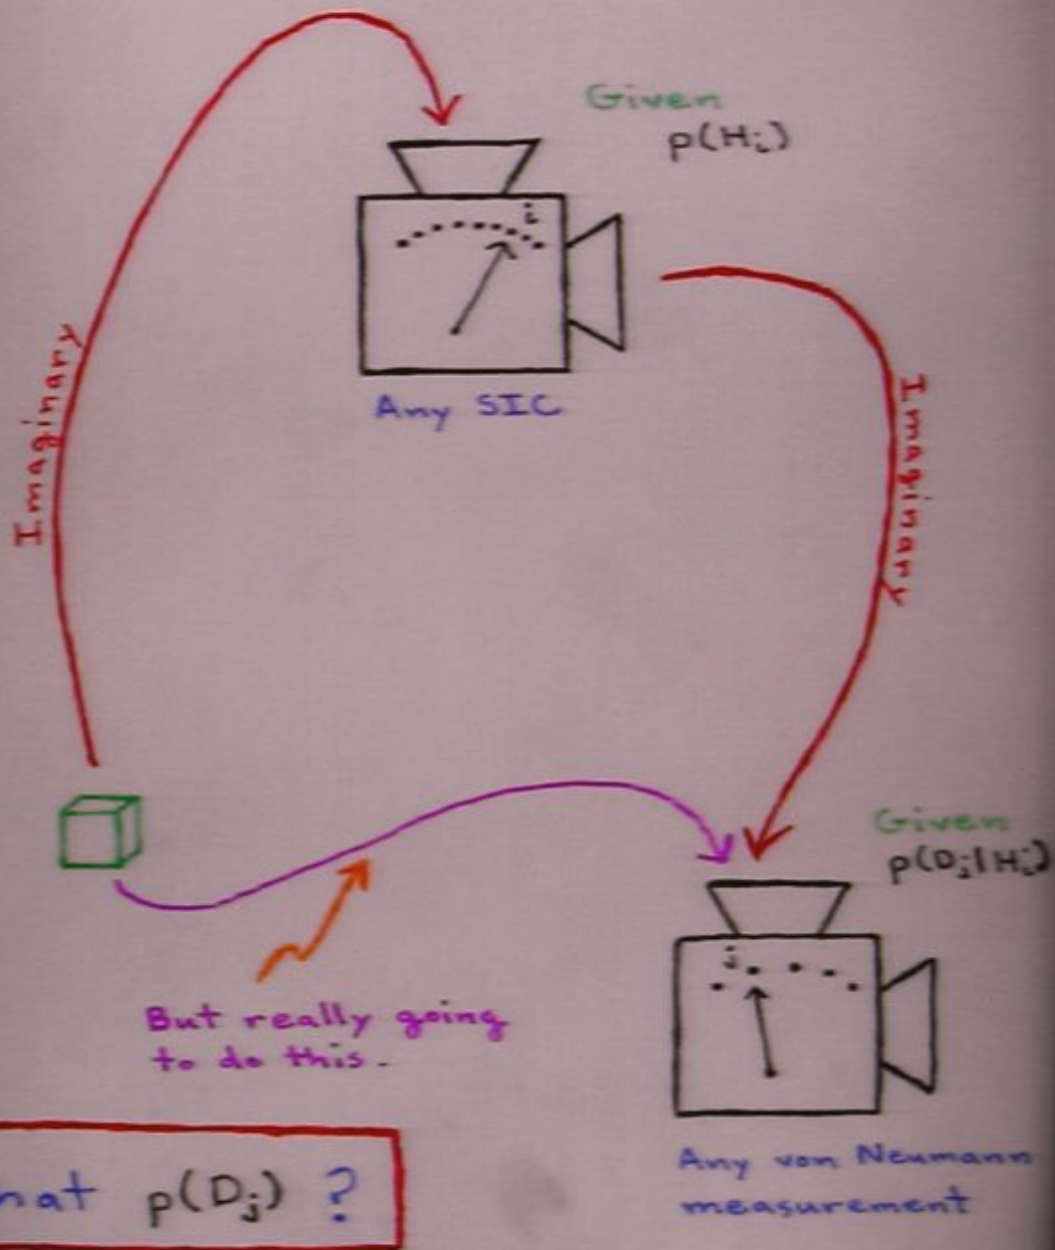 Given
p(Hᵢ)
i
Any SIC
Imaginary
Imaginary
Given
p(Dⱼ|Hᵢ)
j
But really going
to do this.
Any von Neumann
measurement
hat p(Dⱼ) ?